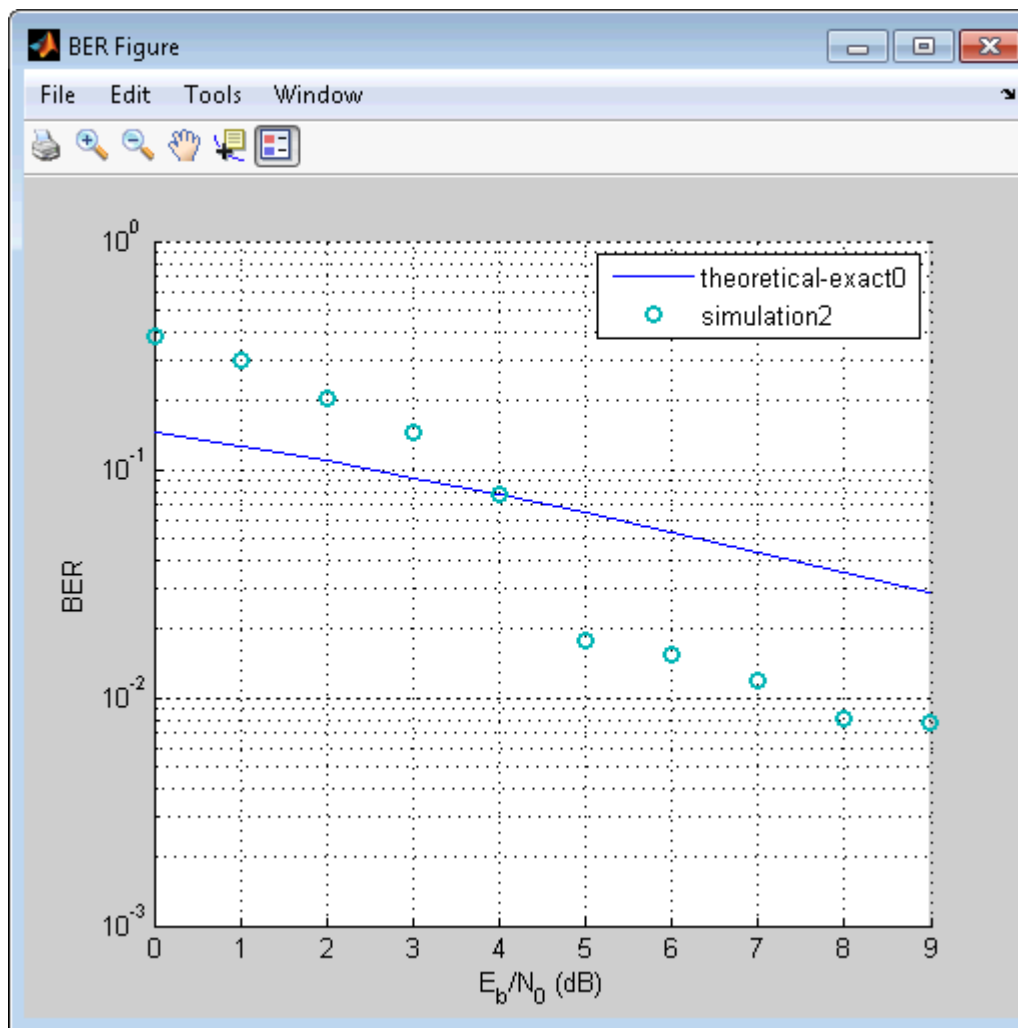 BER Figure
File Edit Tools Window
10^0
10^-1
10^-2
10^-3
BER
theoretical-exact0
simulation2
0 1 2 3 4 5 6 7 8 9
E_b/N_0 (dB)